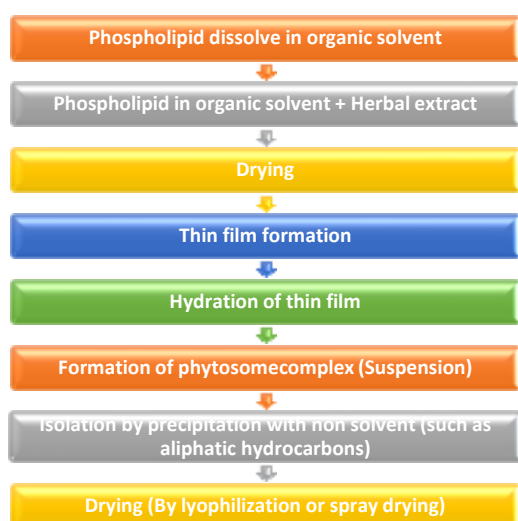 Phospholipid dissolve in organic solvent
Phospholipid in organic solvent + Herbal extract
Drying
Thin film formation
Hydration of thin film
Formation of phytosomecomplex (Suspension)
Isolation by precipitation with non solvent (such as
aliphatic hydrocarbons)
Drying (By lyophilization or spray drying)